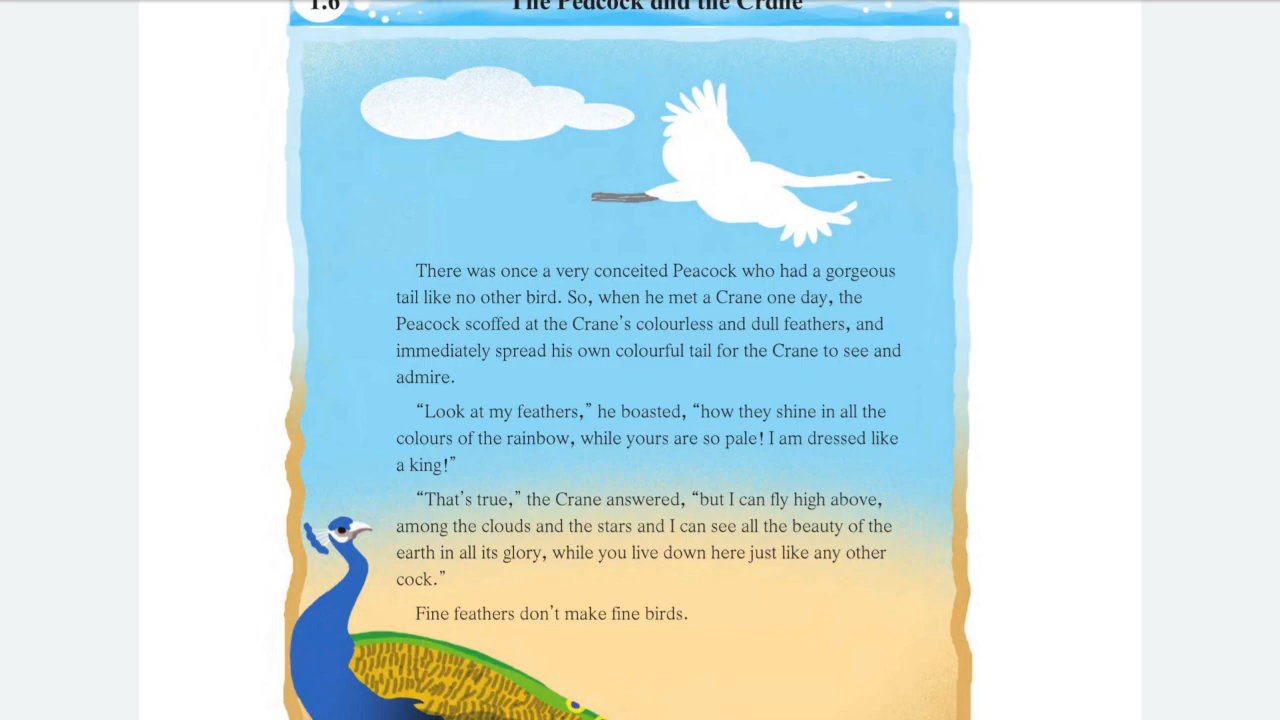 1.6
The Peacock and the Crane
There was once a very conceited Peacock who had a gorgeous
tail like no other bird. So, when he met a Crane one day, the
Peacock scoffed at the Crane's colourless and dull feathers, and
immediately spread his own colourful tail for the Crane to see and
admire.
“Look at my feathers,” he boasted, “how they shine in all the
colours of the rainbow, while yours are so pale! I am dressed like
a king!”
“That's true,” the Crane answered, “but I can fly high above,
among the clouds and the stars and I can see all the beauty of the
earth in all its glory, while you live down here just like any other
cock.”
Fine feathers don't make fine birds.